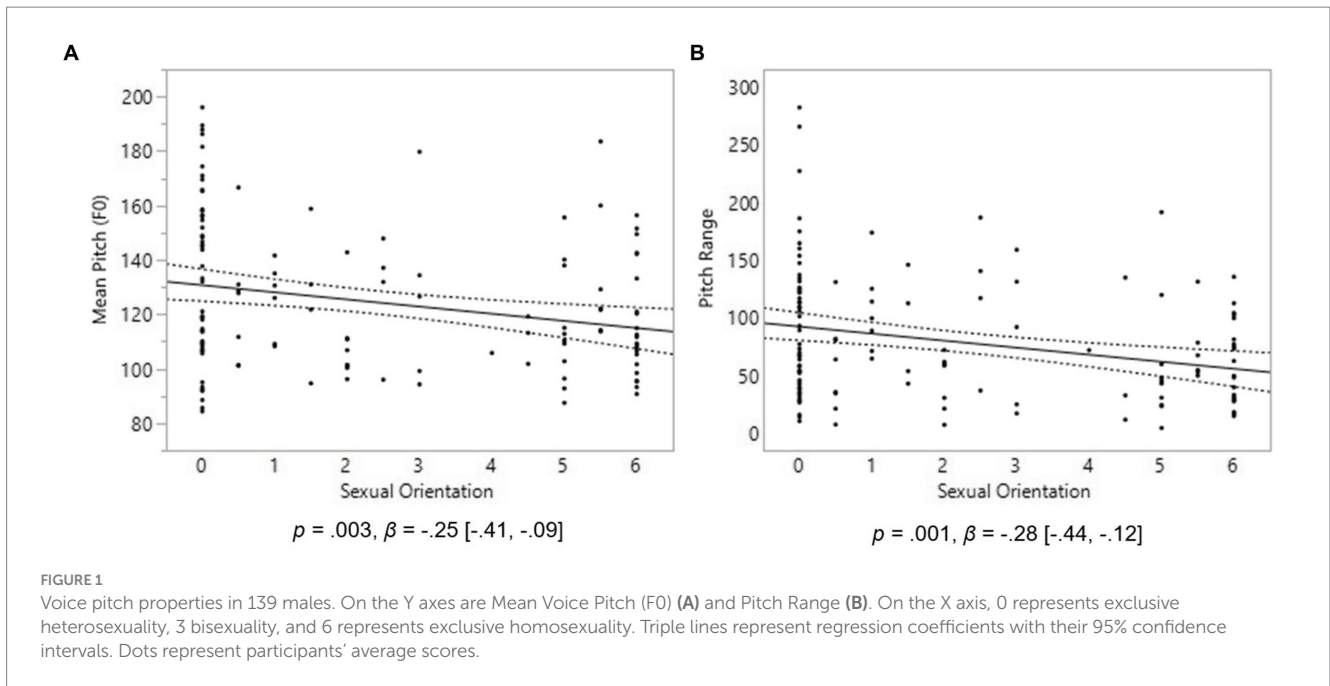 A
B
200
180
160
140
120
100
80
Mean Pitch (F0)
0 1 2 3 4 5 6
Sexual Orientation
p = .003, β = -.25 [-.41, -.09]
300
250
200
150
100
50
0
Pitch Range
0 1 2 3 4 5 6
Sexual Orientation
p = .001, β = -.28 [-.44, -.12]
FIGURE 1
Voice pitch properties in 139 males. On the Y axes are Mean Voice Pitch (F0) (A) and Pitch Range (B). On the X axis, 0 represents exclusive
heterosexuality, 3 bisexuality, and 6 represents exclusive homosexuality. Triple lines represent regression coefficients with their 95% confidence
intervals. Dots represent participants’ average scores.